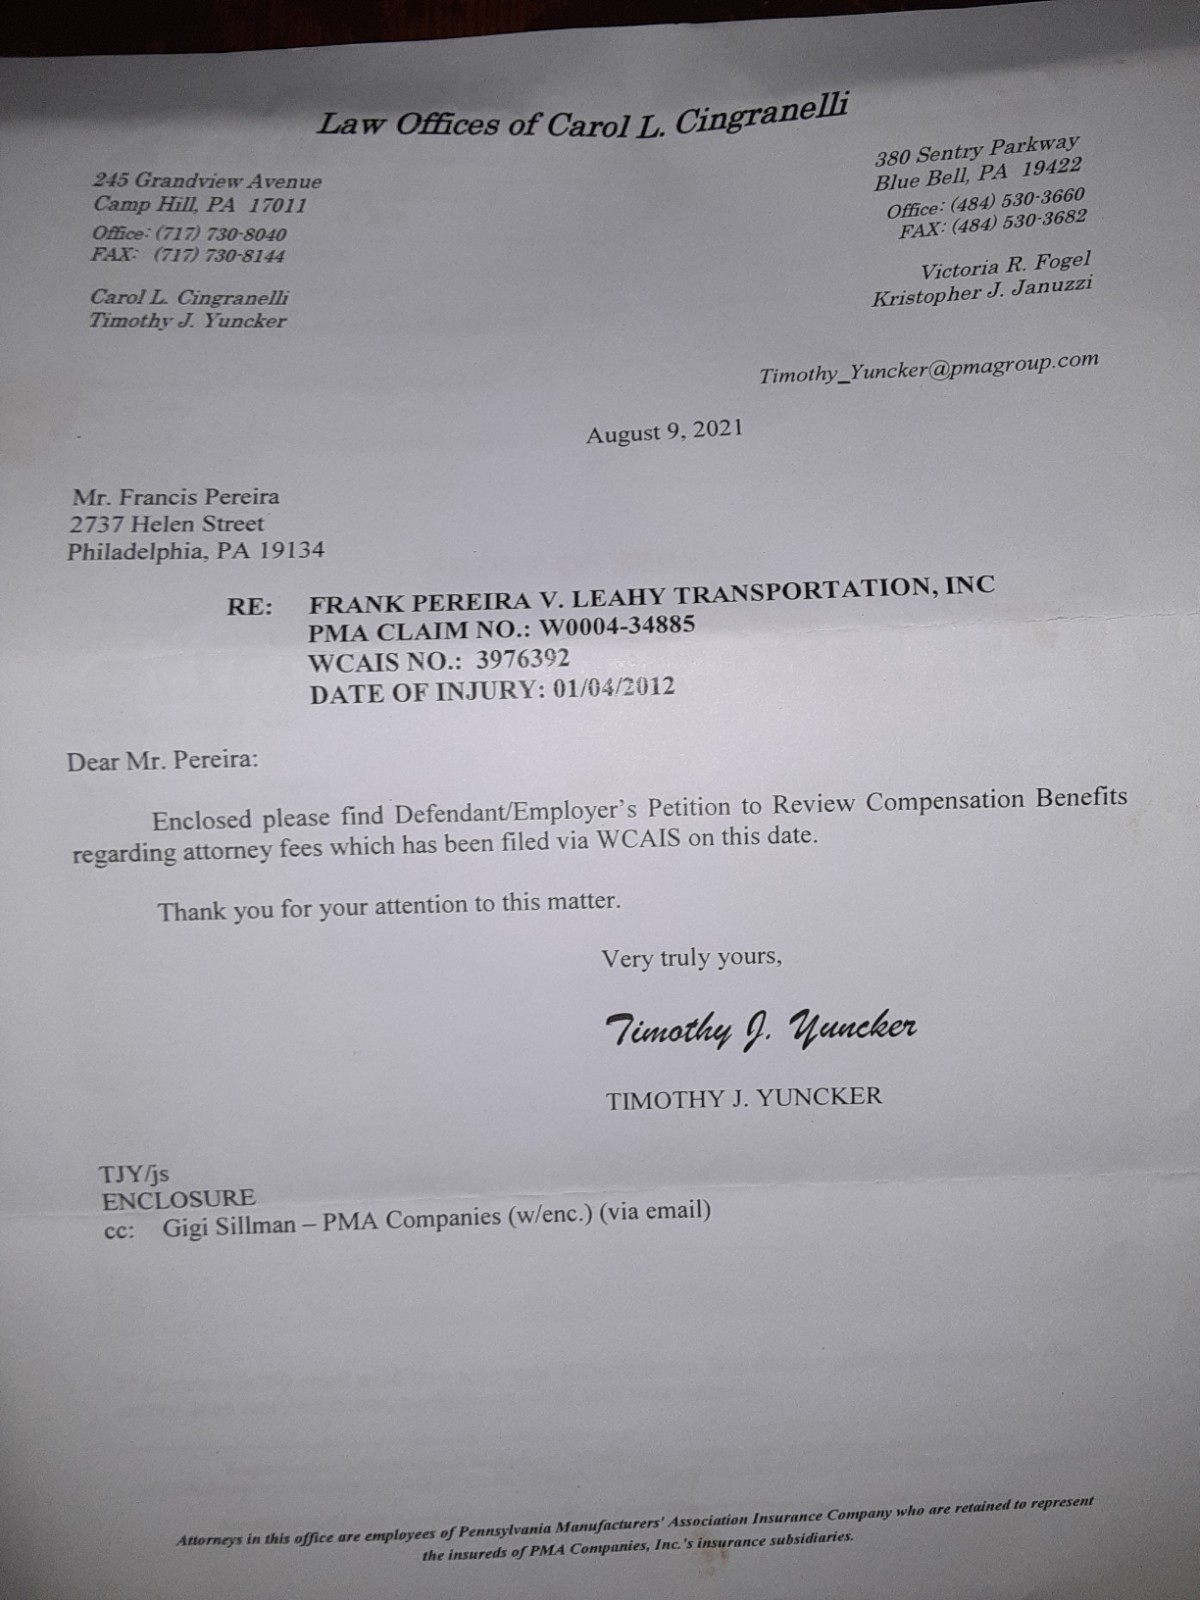 Law Offices of Carol L. Cingranelli
245 Grandview Avenue
Camp Hill, PA 17011
Office: (717) 730-8040
FAX: (717) 730-8144
Carol L. Cingranelli
Timothy J. Yuncker
380 Sentry Parkway
Blue Bell, PA 19422
Office: (484) 530-3660
FAX: (484) 530-3682
Victoria R. Fogel
Kristopher J. Januzzi
Timothy_Yuncker@pmagroup.com
August 9, 2021
Mr. Francis Pereira
2737 Helen Street
Philadelphia, PA 19134
RE: FRANK PEREIRA V. LEAHY TRANSPORTATION, INC
PMA CLAIM NO.: W0004-34885
WCAIS NO.: 3976392
DATE OF INJURY: 01/04/2012
Dear Mr. Pereira:
Enclosed please find Defendant/Employer's Petition to Review Compensation Benefits
regarding attorney fees which has been filed via WCAIS on this date.
Thank you for your attention to this matter.
Very truly yours,
Timothy J. Yuncker
TIMOTHY J. YUNCKER
TJY/js
ENCLOSURE
cc: Gigi Sillman – PMA Companies (w/enc.) (via email)
Attorneys in this office are employees of Pennsylvania Manufacturers' Association Insurance Company who are retained to represent
the insureds of PMA Companies, Inc.'s insurance subsidiaries.